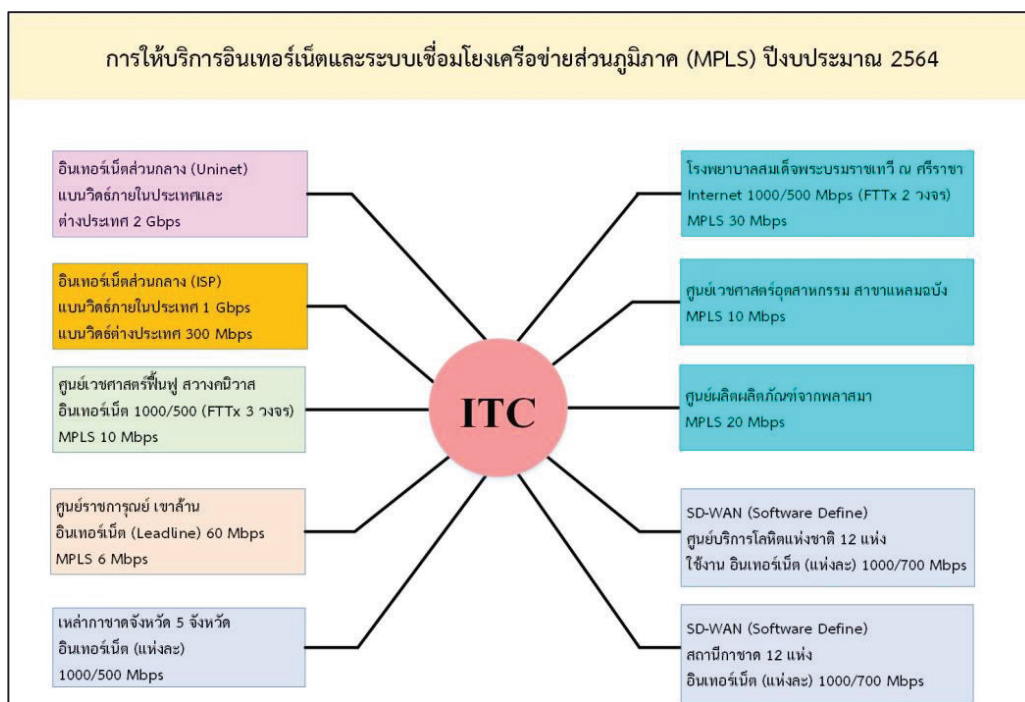 การให้บริการอินเทอร์เน็ตและระบบเชื่อมโยงเครือข่ายส่วนภูมิภาค (MPLS) ปีงบประมาณ 2564
อินเทอร์เน็ตส่วนกลาง (Uninet)
แบนวิดธ์ภายในประเทศและ
ต่างประเทศ 2 Gbps
อินเทอร์เน็ตส่วนกลาง (ISP)
แบนวิดธ์ภายในประเทศ 1 Gbps
แบนวิดธ์ต่างประเทศ 300 Mbps
ศูนย์เวชศาสตร์ฟื้นฟู สวางคนิวาส
อินเทอร์เน็ต 1000/500 (FTTx 3 วงจร)
MPLS 10 Mbps
ศูนย์ราชการุณย์ เขาล้าน
อินเทอร์เน็ต (Leadline) 60 Mbps
MPLS 6 Mbps
เหล่ากาชาดจังหวัด 5 จังหวัด
อินเทอร์เน็ต (แห่งละ)
1000/500 Mbps
ITC
โรงพยาบาลสมเด็จพระบรมราชเทวี ณ ศรีราชา
Internet 1000/500 Mbps (FTTx 2 วงจร)
MPLS 30 Mbps
ศูนย์เวชศาสตร์อุตสาหกรรม สาขาแหลมฉบัง
MPLS 10 Mbps
ศูนย์ผลิตผลิตภัณฑ์จากพลาสมา
MPLS 20 Mbps
SD-WAN (Software Define)
ศูนย์บริการโลหิตแห่งชาติ 12 แห่ง
ใช้งาน อินเทอร์เน็ต (แห่งละ) 1000/700 Mbps
SD-WAN (Software Define)
สถานีกาชาด 12 แห่ง
อินเทอร์เน็ต (แห่งละ) 1000/700 Mbps